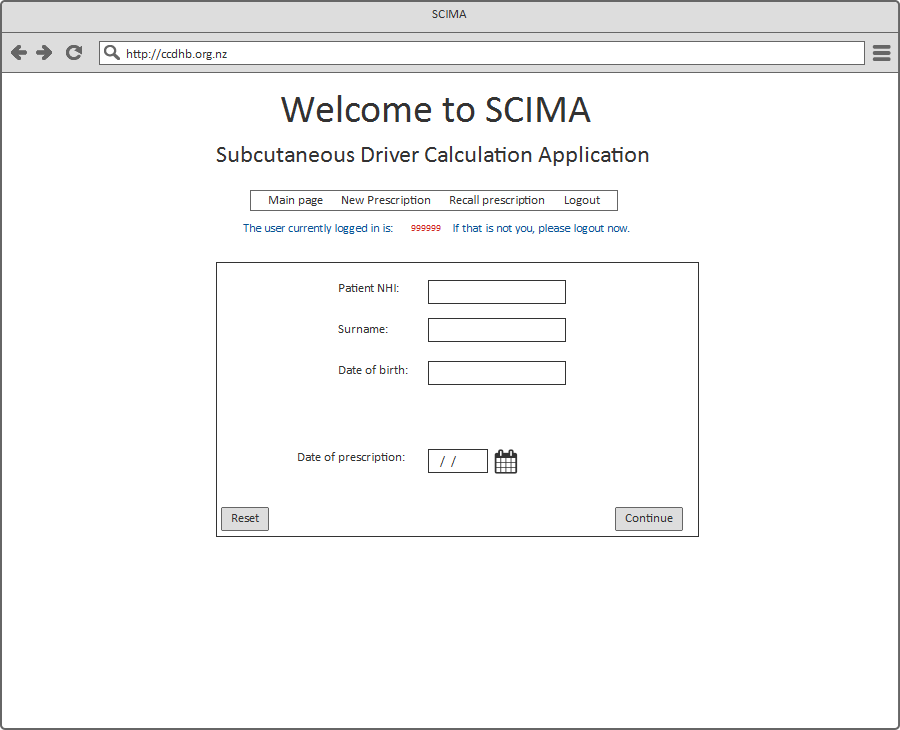 SCIMA
http://ccdhb.org.nz
Welcome to SCIMA
Subcutaneous Driver Calculation Application
Main page New Prescription Recall prescription Logout
The user currently logged in is: 999999 If that is not you, please logout now.
Patient NHI:
Surname:
Date of birth:
Date of prescription: / /
Reset Continue